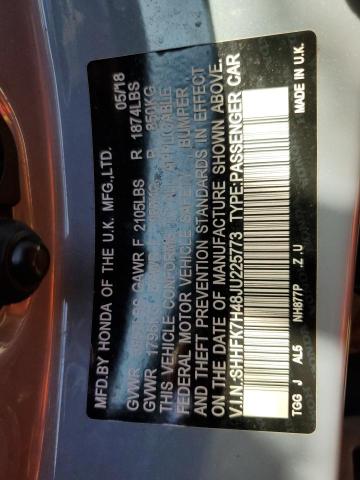 MFD.BY HONDA OF THE U.K. MFG.,LTD. 05/18
GVWR LBS GAWR F 2105LBS R 1874LBS
GVWR KG R 850KG
THIS VEHICLE CONFORMS APPLICABLE
FEDERAL MOTOR VEHICLE SAFETY, BUMPER
AND THEFT PREVENTION STANDARDS IN EFFECT
ON THE DATE OF MANUFACTURE SHOWN ABOVE.
V.I.N.:SHHFK7H48JU225773 TYPE:PASSENGER CAR
TGG J AL5 NH877P .Z U MADE IN U.K.